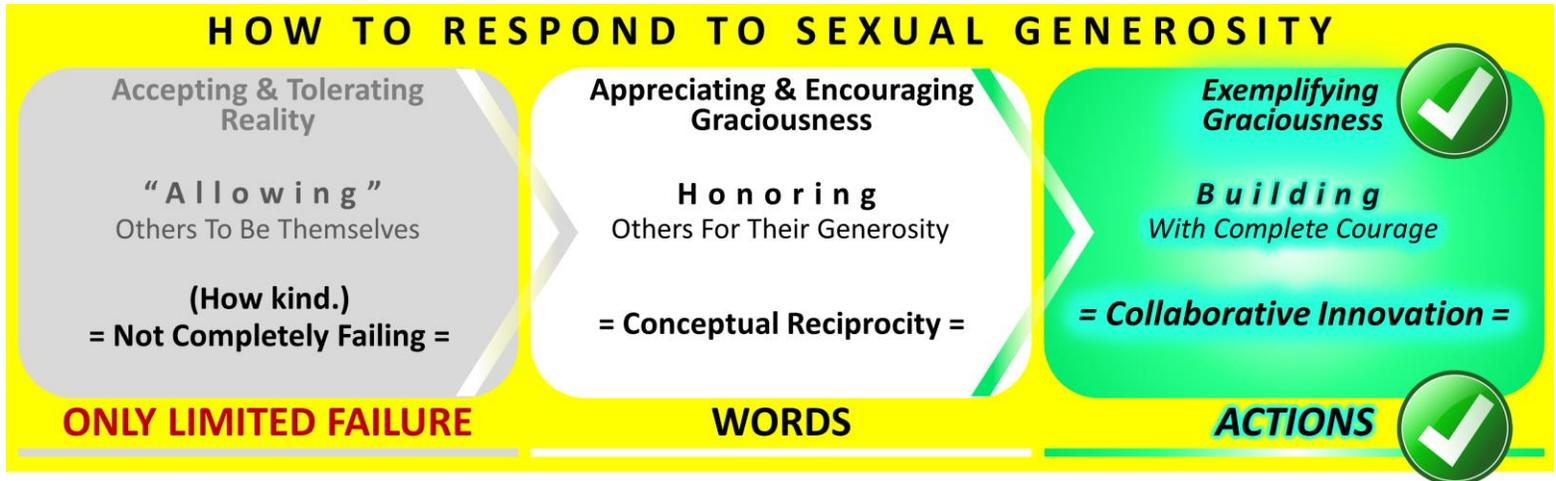 HOW TO RESPOND TO SEXUAL GENEROSITY
Accepting & Tolerating
Reality
“Allowing”
Others To Be Themselves
(How kind.)
= Not Completely Failing =
ONLY LIMITED FAILURE
Appreciating & Encouraging
Graciousness
Honoring
Others For Their Generosity
= Conceptual Reciprocity =
WORDS
Exemplifying
Graciousness
Building
With Complete Courage
= Collaborative Innovation =
ACTIONS